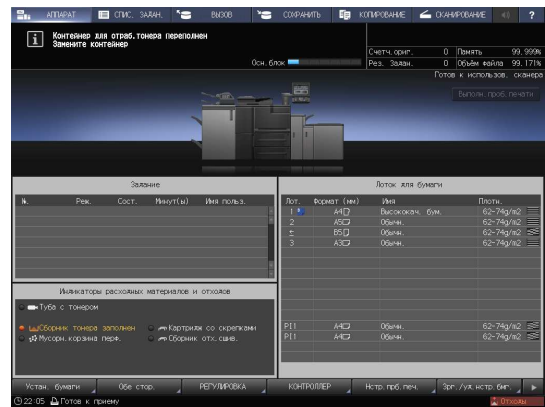 АППАРАТ СПИС. ЗАДАН. ВЫЗОВ СОХРАНИТЬ КОПИРОВАНИЕ СКАНИРОВАНИЕ ?
Контейнер для отраб.тонера переполнен
Замените контейнер
Осн.блок
Счетч.ориг. 0 Память 99,999%
Рез. Задан. 0 Объём файла 99,171%
Готов к использов. сканера
Выполн.проб.печати
Задание
№. Реж. Сост. Минут(ы) Имя польз.
Лоток для бумаги
Лот. Формат (мм) Имя Плотн.
1 A4 Высококач. бум. 62-74g/m2
2 A5 Обычн. 62-74g/m2
B5 Обычн. 62-74g/m2
3 A3 Обычн. 62-74g/m2
PI1 A4 Обычн. 62-74g/m2
PI1 A4 Обычн. 62-74g/m2
Индикаторы расходных материалов и отходов
Туба с тонером
Сборник тонера заполнен Картридж со скрепками
Мусорн.корзина перф. Сборник отх.сшив.
Устан. бумаги Обе стор. РЕГУЛИРОВКА КОНТРОЛЛЕР Нстр.прб.печ.
22:05 Готов к приему Отходы